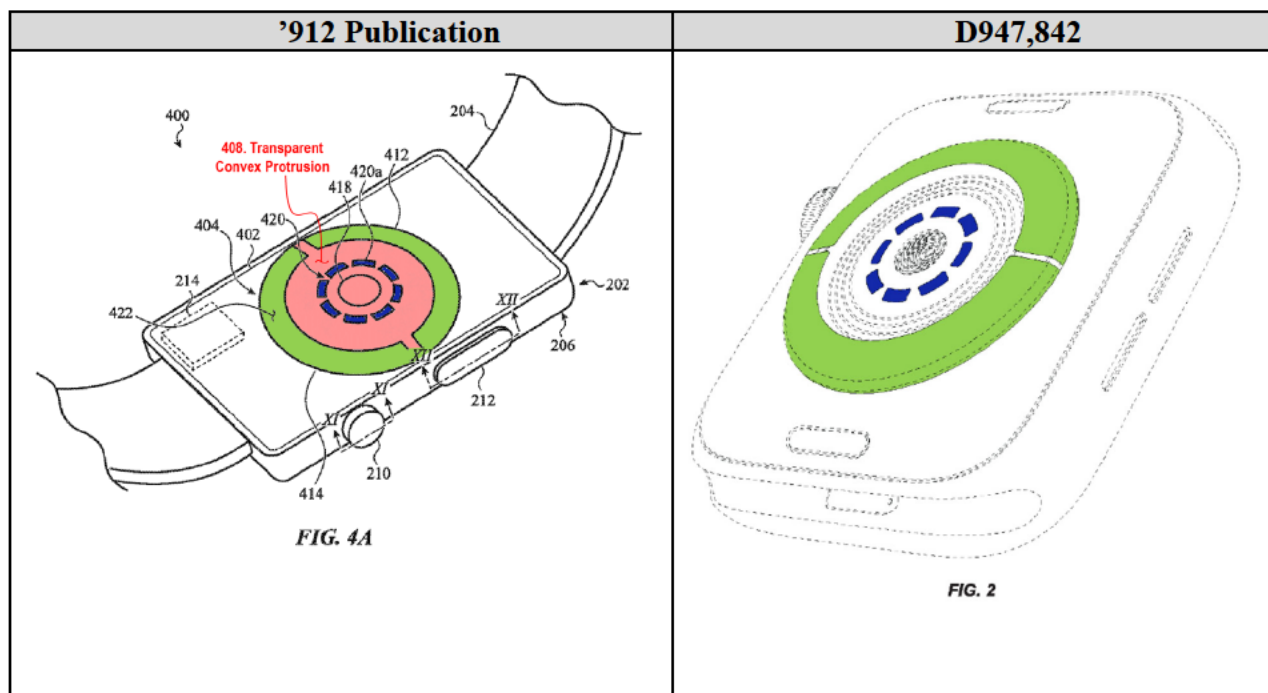 ’912 Publication
D947,842
400
204
408. Transparent
Convex Protrusion
420a
412
418
420
404
402
214
422
XII
202
206
XII
212
XI
XI
210
414
FIG. 4A
FIG. 2